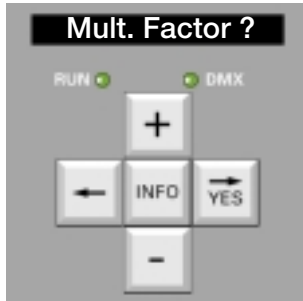 Mult. Factor ?
RUN DMX
+
INFO YES
-